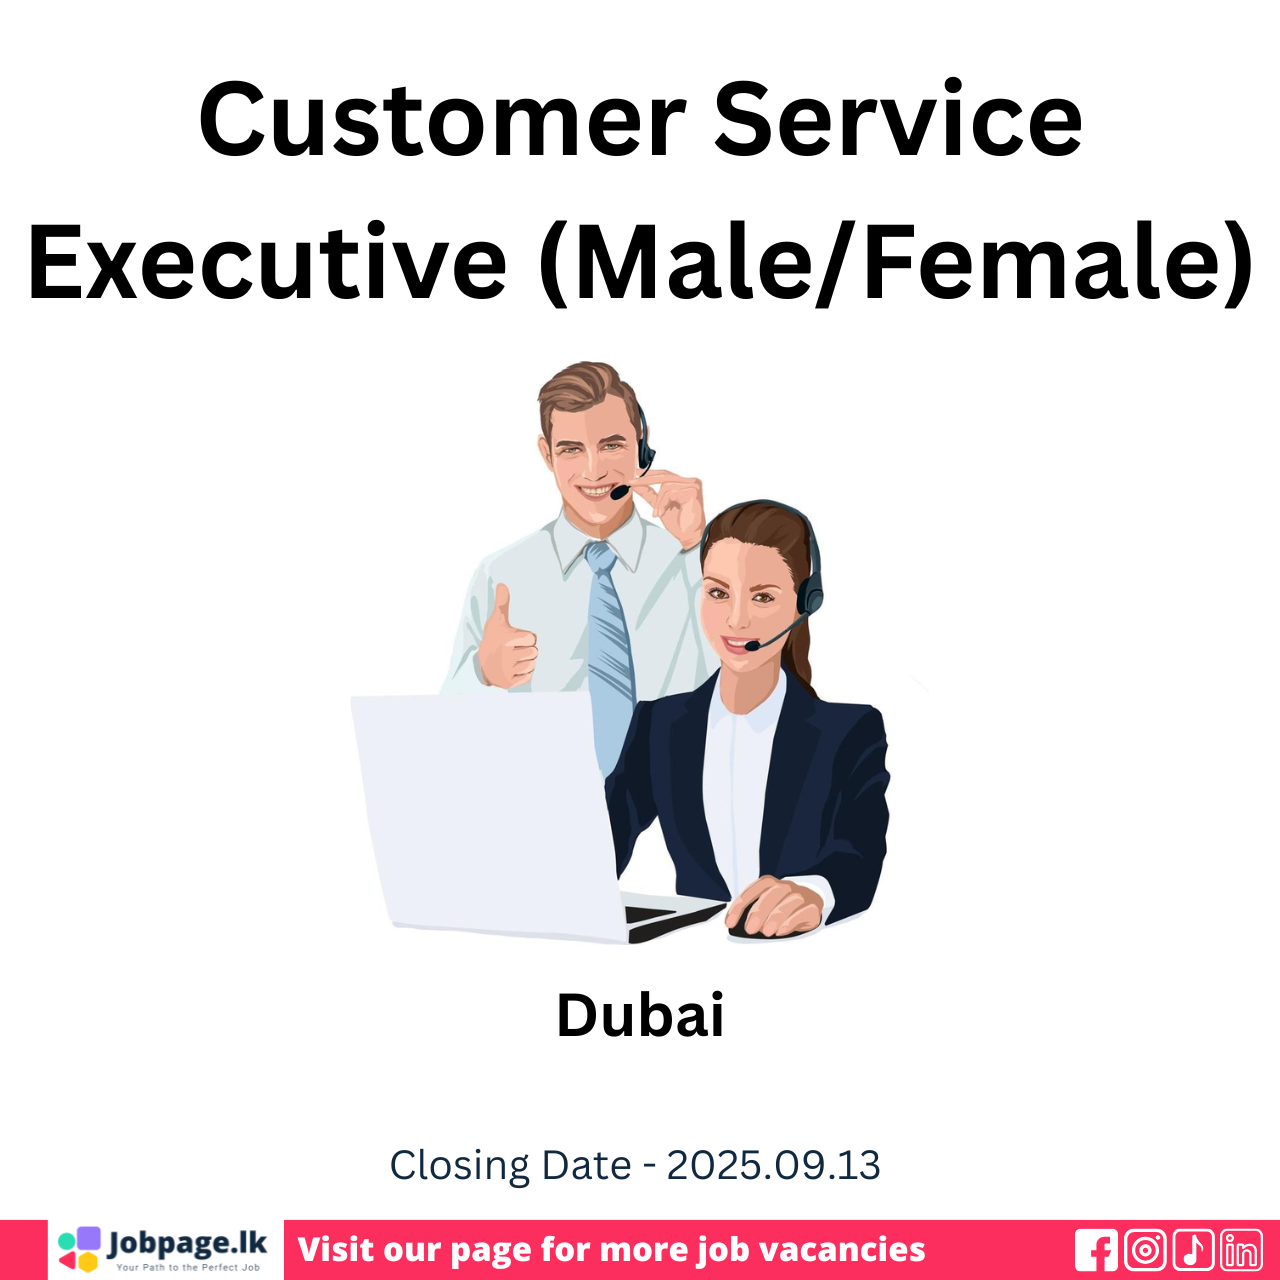 Customer Service
Executive (Male/Female)
Dubai
Closing Date - 2025.09.13
Jobpage.lk
Your Path to the Perfect Job
Visit our page for more job vacancies
in